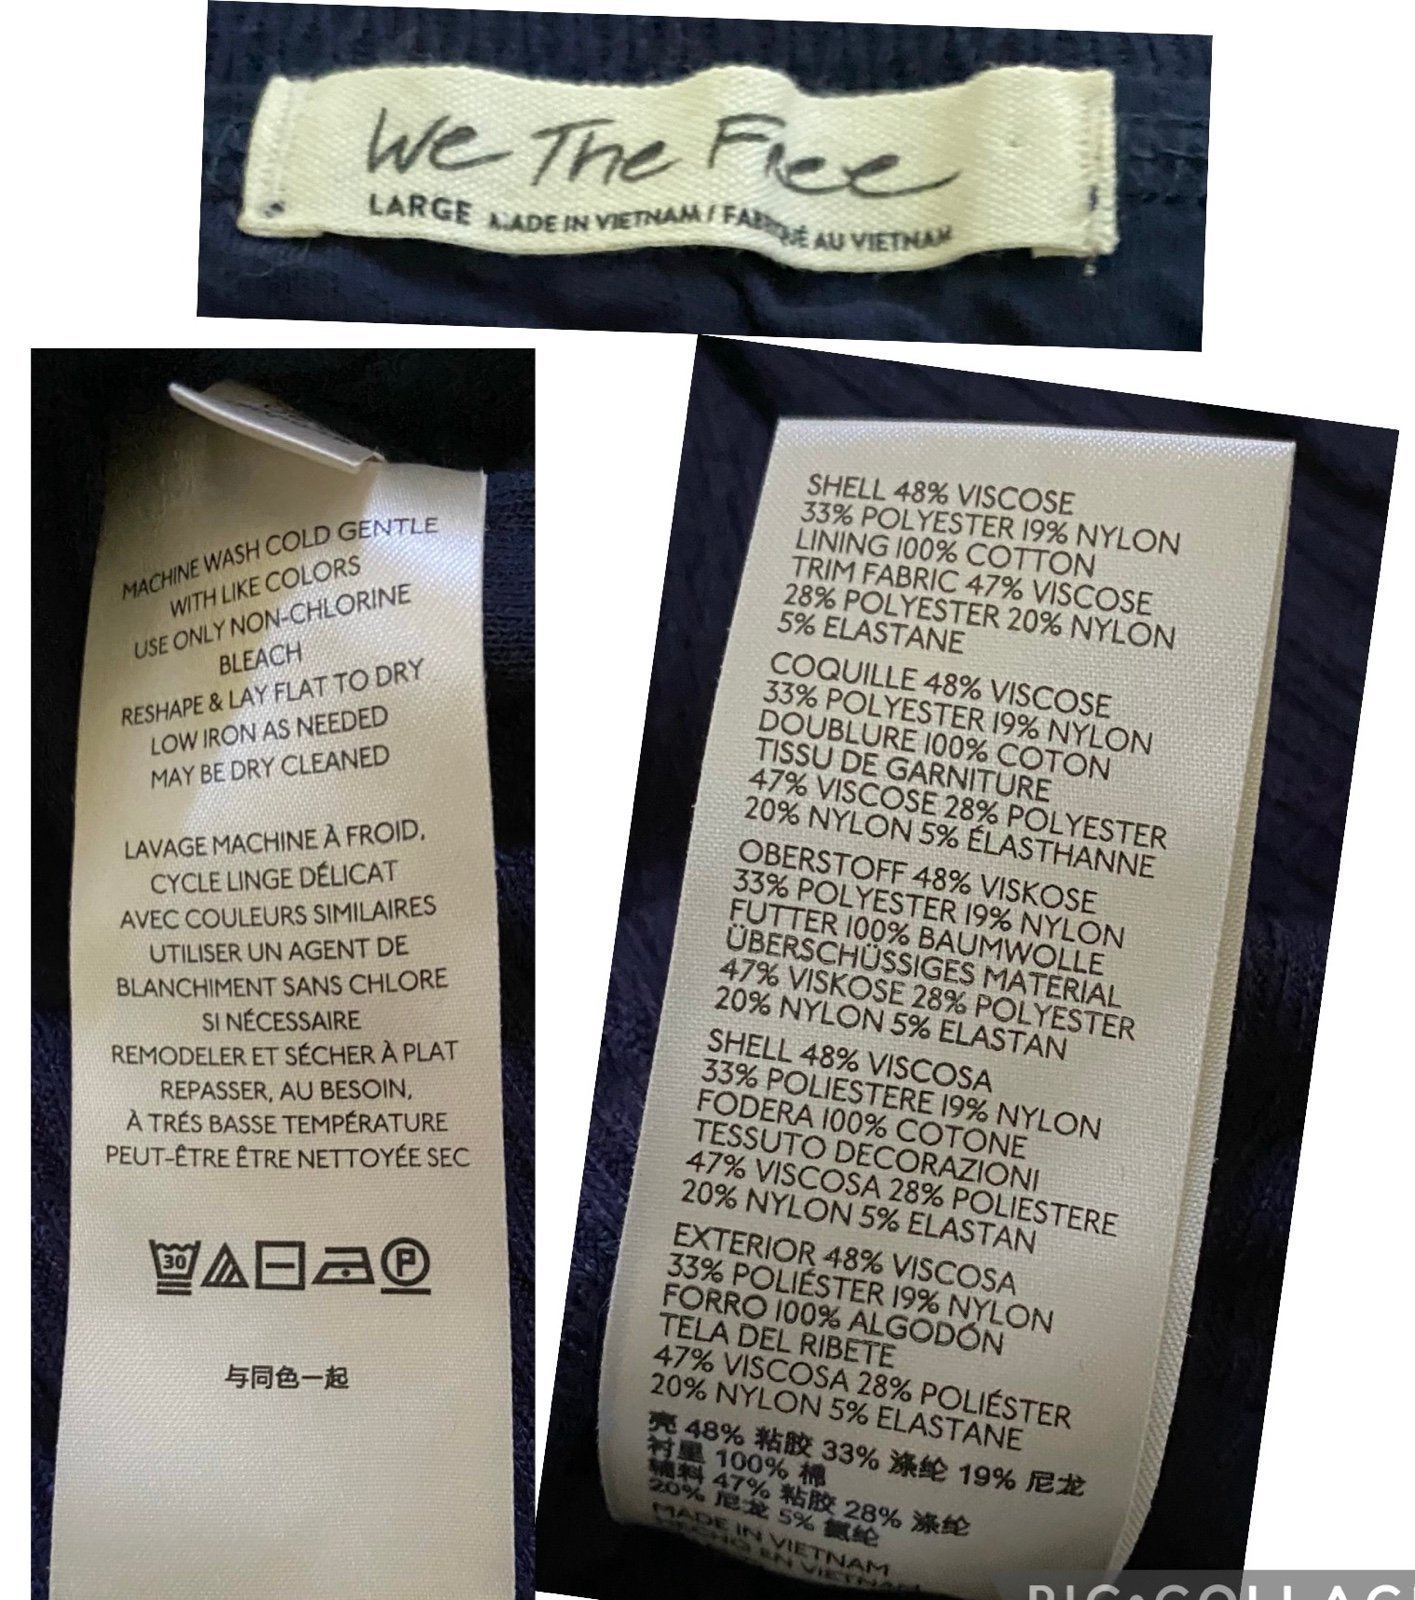 We The Free
LARGE MADE IN VIETNAM / FABRIQUÉ AU VIETNAM
MACHINE WASH COLD GENTLE
WITH LIKE COLORS
USE ONLY NON-CHLORINE
BLEACH
RESHAPE & LAY FLAT TO DRY
LOW IRON AS NEEDED
MAY BE DRY CLEANED
LAVAGE MACHINE À FROID,
CYCLE LINGE DÉLICAT
AVEC COULEURS SIMILAIRES
UTILISER UN AGENT DE
BLANCHIMENT SANS CHLORE
SI NÉCESSAIRE
REMODELER ET SÉCHER À PLAT
REPASSER, AU BESOIN,
À TRÉS BASSE TEMPÉRATURE
PEUT-ÊTRE ÊTRE NETTOYÉE SEC
30 P
与同色一起
SHELL 48% VISCOSE
33% POLYESTER 19% NYLON
LINING 100% COTTON
TRIM FABRIC 47% VISCOSE
28% POLYESTER 20% NYLON
5% ELASTANE
COQUILLE 48% VISCOSE
33% POLYESTER 19% NYLON
DOUBLURE 100% COTON
TISSU DE GARNITURE
47% VISCOSE 28% POLYESTER
20% NYLON 5% ÉLASTHANNE
OBERSTOFF 48% VISKOSE
33% POLYESTER 19% NYLON
FUTTER 100% BAUMWOLLE
ÜBERSCHÜSSIGES MATERIAL
47% VISKOSE 28% POLYESTER
20% NYLON 5% ELASTAN
SHELL 48% VISCOSA
33% POLIESTERE 19% NYLON
FODERA 100% COTONE
TESSUTO DECORAZIONI
47% VISCOSA 28% POLIESTERE
20% NYLON 5% ELASTAN
EXTERIOR 48% VISCOSA
33% POLIÉSTER 19% NYLON
FORRO 100% ALGODÓN
TELA DEL RIBETE
47% VISCOSA 28% POLIÉSTER
20% NYLON 5% ELASTANE
亮 48% 粘胶 33% 涤纶 19% 尼龙
衬里 100% 棉
辅料 47% 粘胶 28% 涤纶
20% 尼龙 5% 氨纶
MADE IN VIETNAM
HECHO EN VIETNAM
VIETNAM
PIC•COLLAG